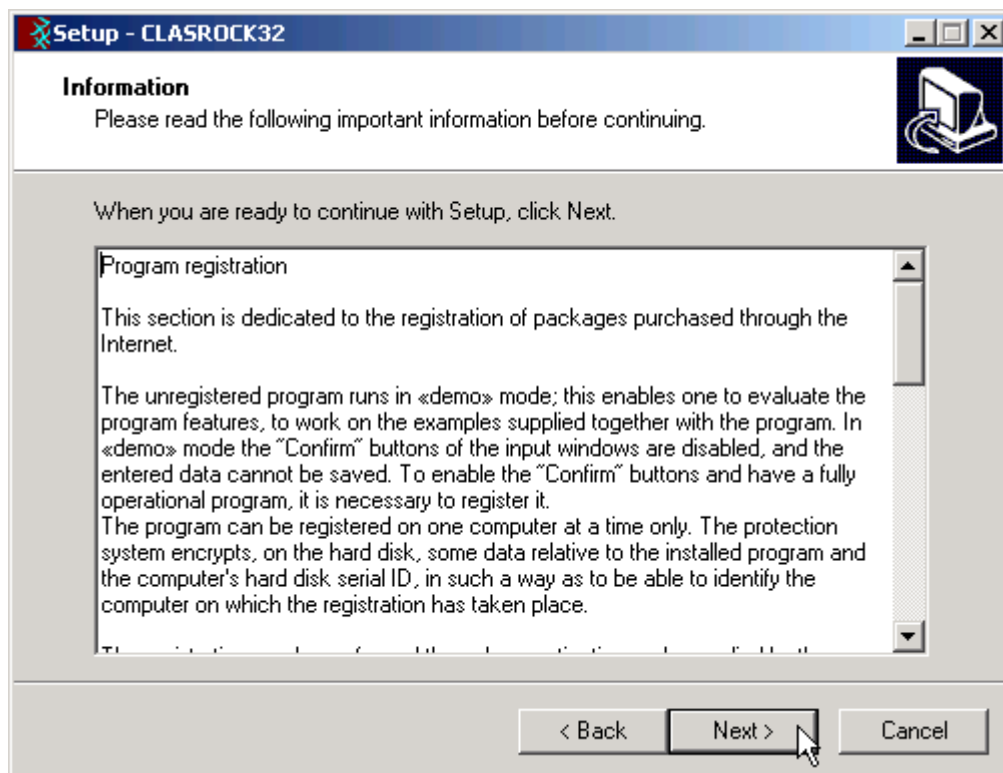 Setup - CLASROCK32
Information
Please read the following important information before continuing.
When you are ready to continue with Setup, click Next.
Program registration
This section is dedicated to the registration of packages purchased through the
Internet.
The unregistered program runs in «demo» mode; this enables one to evaluate the
program features, to work on the examples supplied together with the program. In
«demo» mode the ˝Confirm˝ buttons of the input windows are disabled, and the
entered data cannot be saved. To enable the ˝Confirm˝ buttons and have a fully
operational program, it is necessary to register it.
The program can be registered on one computer at a time only. The protection
system encrypts, on the hard disk, some data relative to the installed program and
the computer's hard disk serial ID, in such a way as to be able to identify the
computer on which the registration has taken place.
< Back
Next >
Cancel